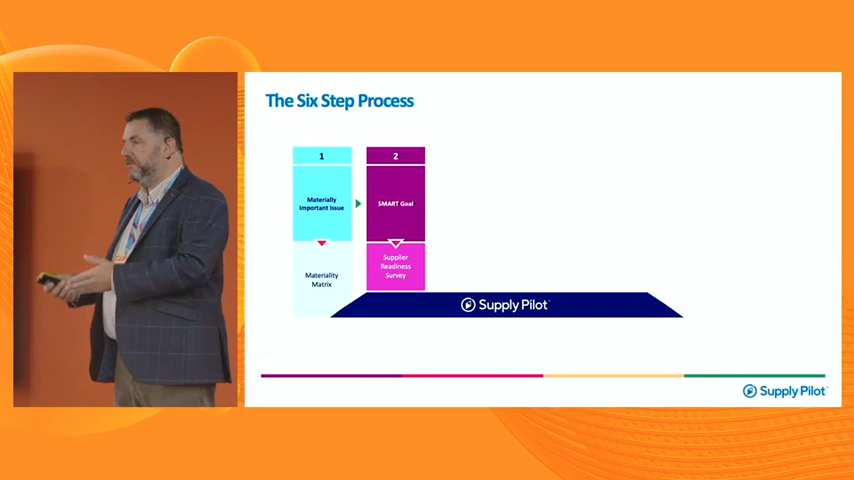 The Six Step Process
1
2
Materially
Important Issue
SMART Goal
Materiality
Matrix
Supplier
Readiness
Survey
Supply Pilot
Supply Pilot